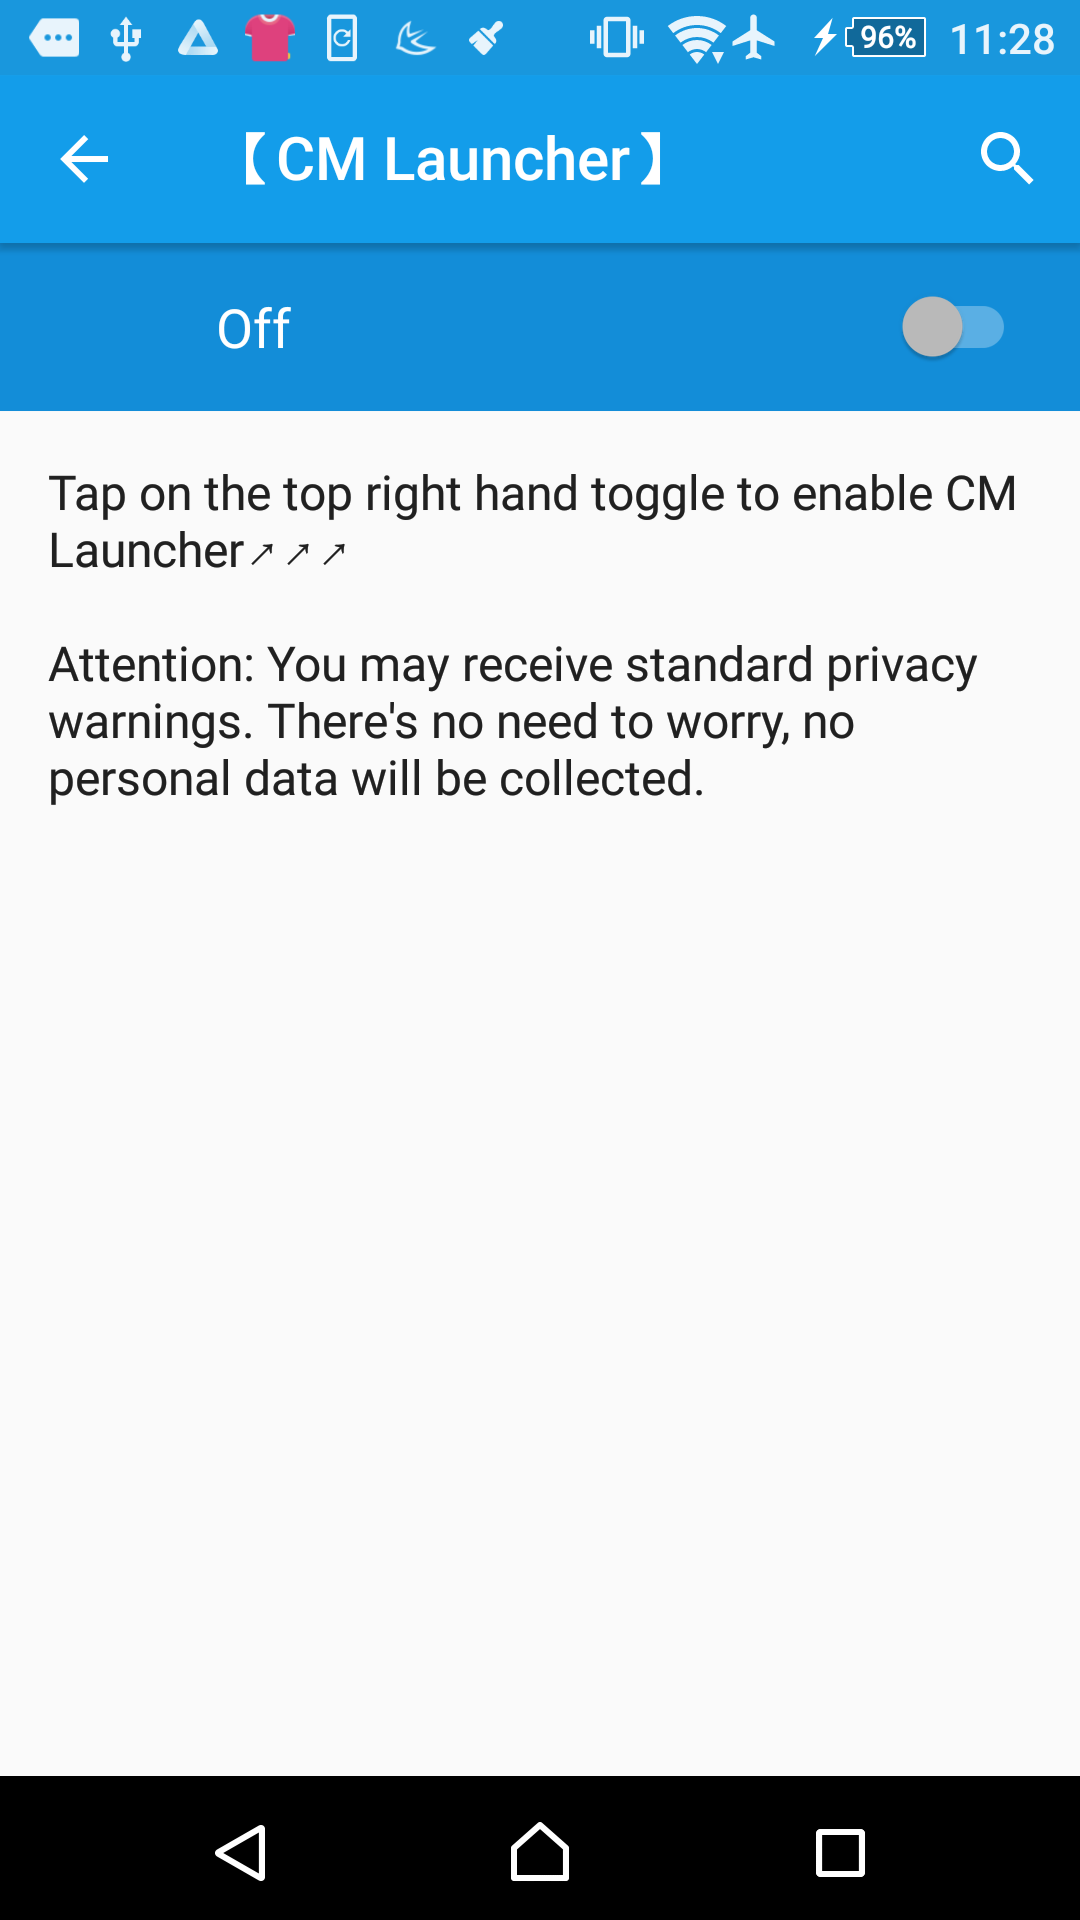 96% 11:28
【CM Launcher】
Off
Tap on the top right hand toggle to enable CM
Launcher↗↗↗
Attention: You may receive standard privacy
warnings. There's no need to worry, no
personal data will be collected.